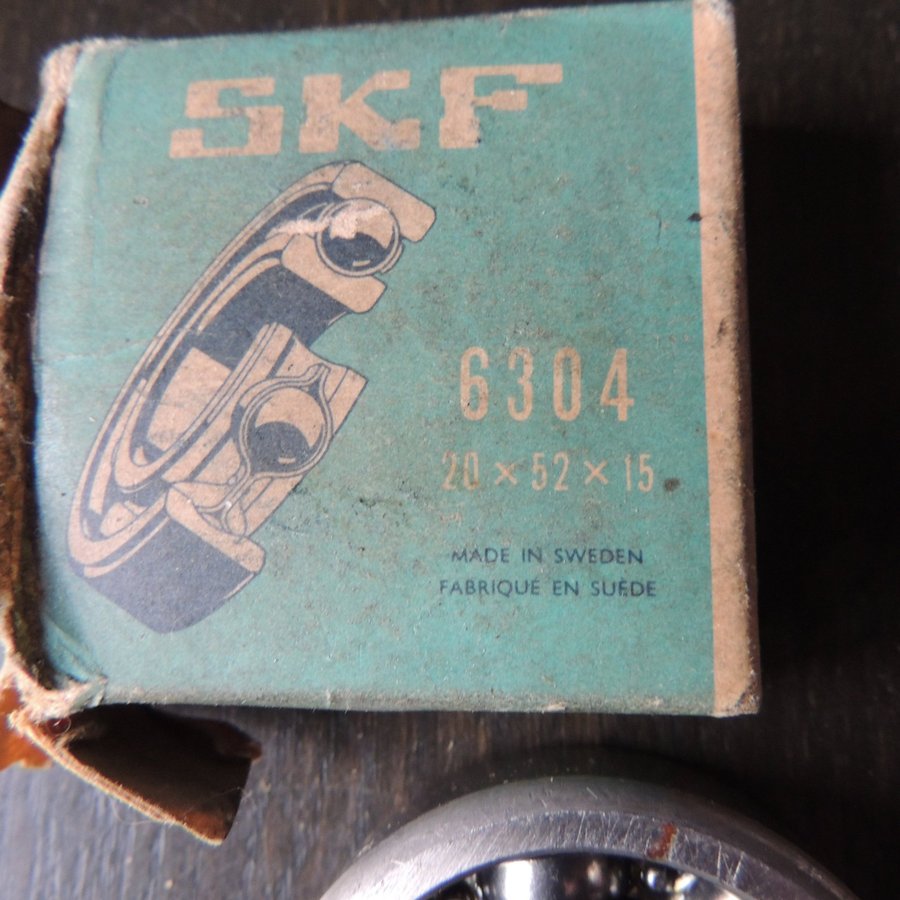 SKF
6304
20 × 52 × 15
MADE IN SWEDEN
FABRIQUÉ EN SUÈDE